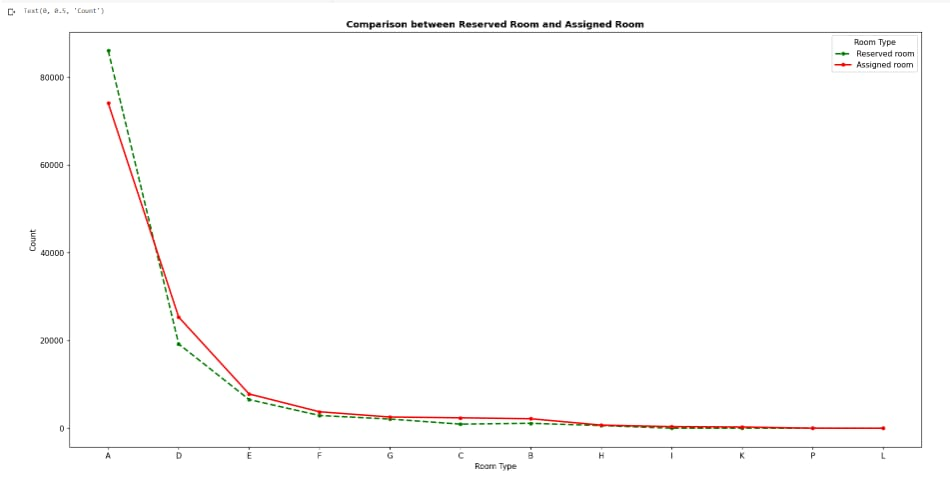 Text(0, 0.5, 'Count')
Comparison between Reserved Room and Assigned Room
Room Type
Reserved room
Assigned room
80000
60000
40000
20000
0
Count
A D E F G C B H I K P L
Room Type